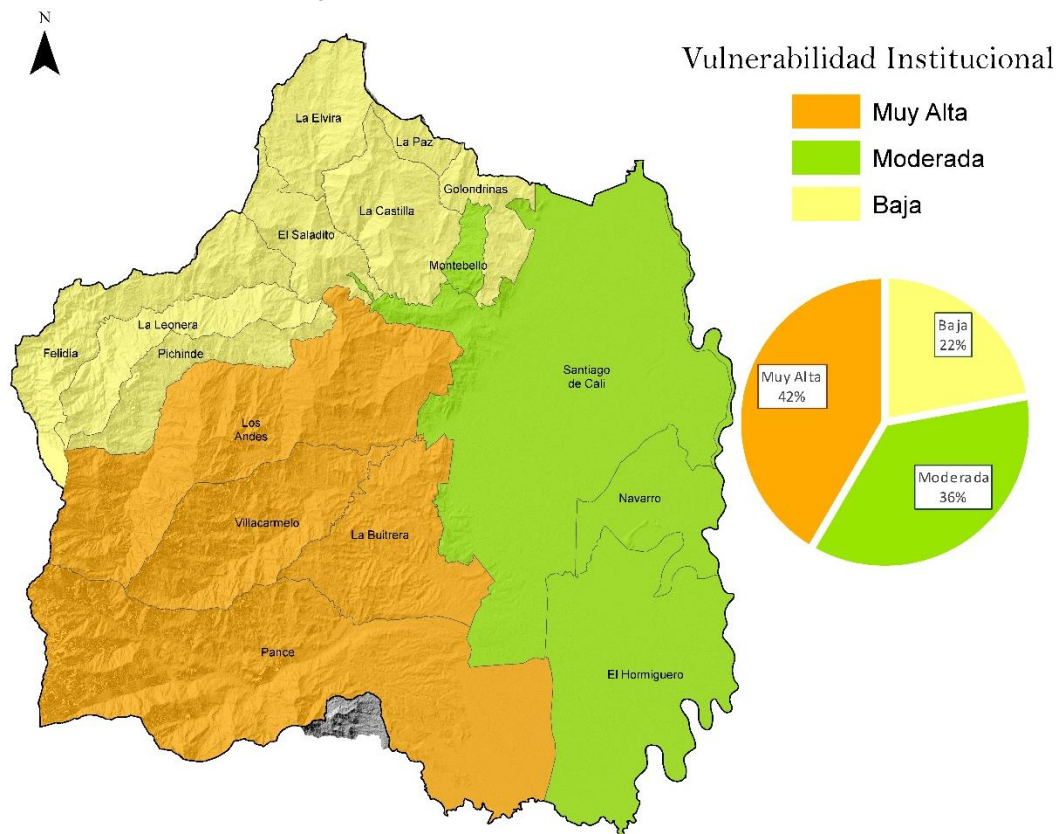 N
Vulnerabilidad Institucional
Muy Alta
Moderada
Baja
La Elvira
La Paz
Golondrinas
La Castilla
El Saladito
Montebello
La Leonera
Felidia
Pichinde
Santiago
de Cali
Los
Andes
Navarro
Villacarmelo
La Buitrera
Pance
El Hormiguero
Baja
22%
Muy Alta
42%
Moderada
36%